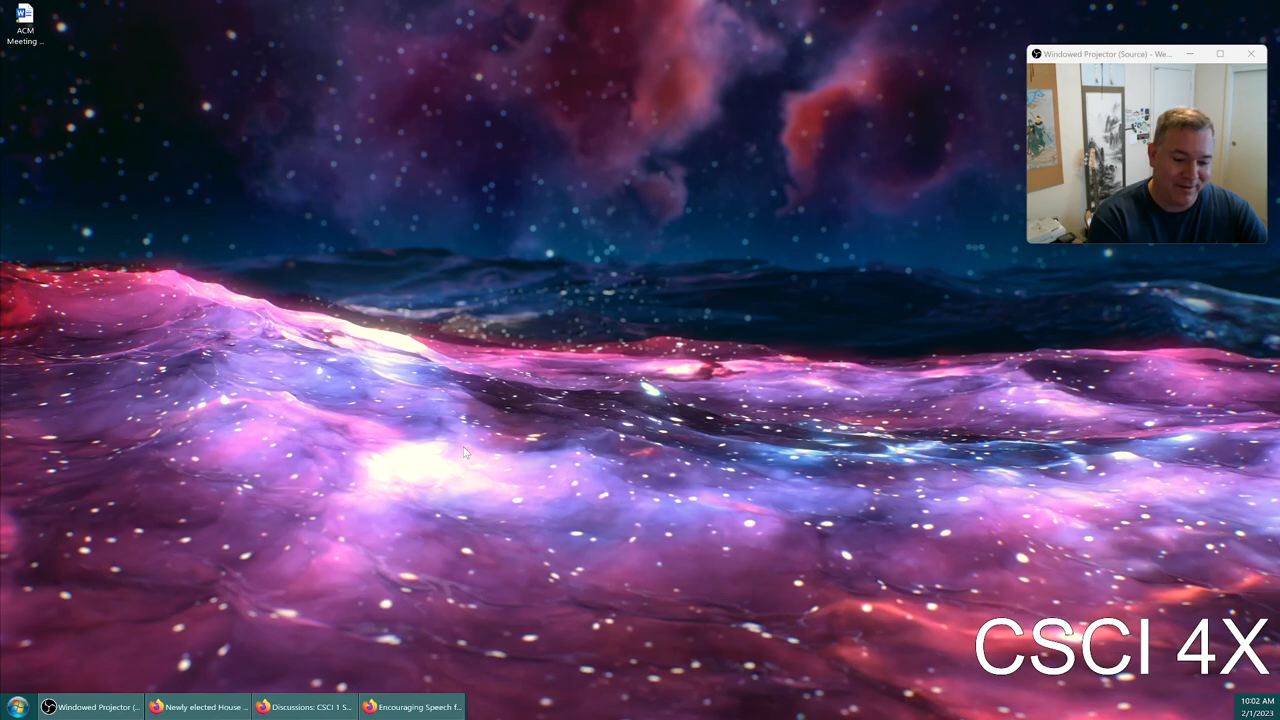 ACM
Meeting ...
Windowed Projector (Source) - We...
CSCI 4X
Windowed Projector (...
Newly elected House ...
Discussions: CSCI 1 S...
Encouraging Speech f...
10:02 AM
2/1/2023